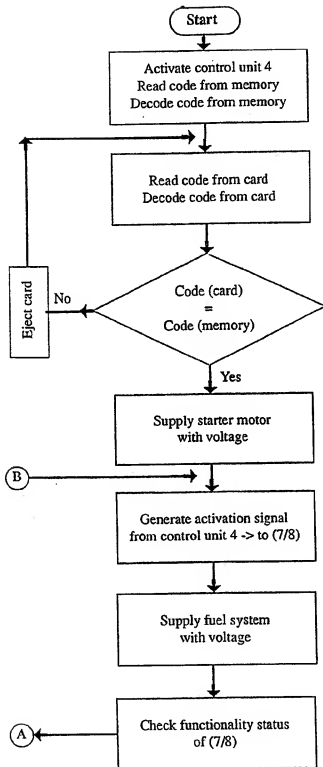 Start
Activate control unit 4
Read code from memory
Decode code from memory
Read code from card
Decode code from card
Eject card
No
Code (card)
=
Code (memory)
Yes
Supply starter motor
with voltage
B
Generate activation signal
from control unit 4 -> to (7/8)
Supply fuel system
with voltage
A
Check functionality status
of (7/8)